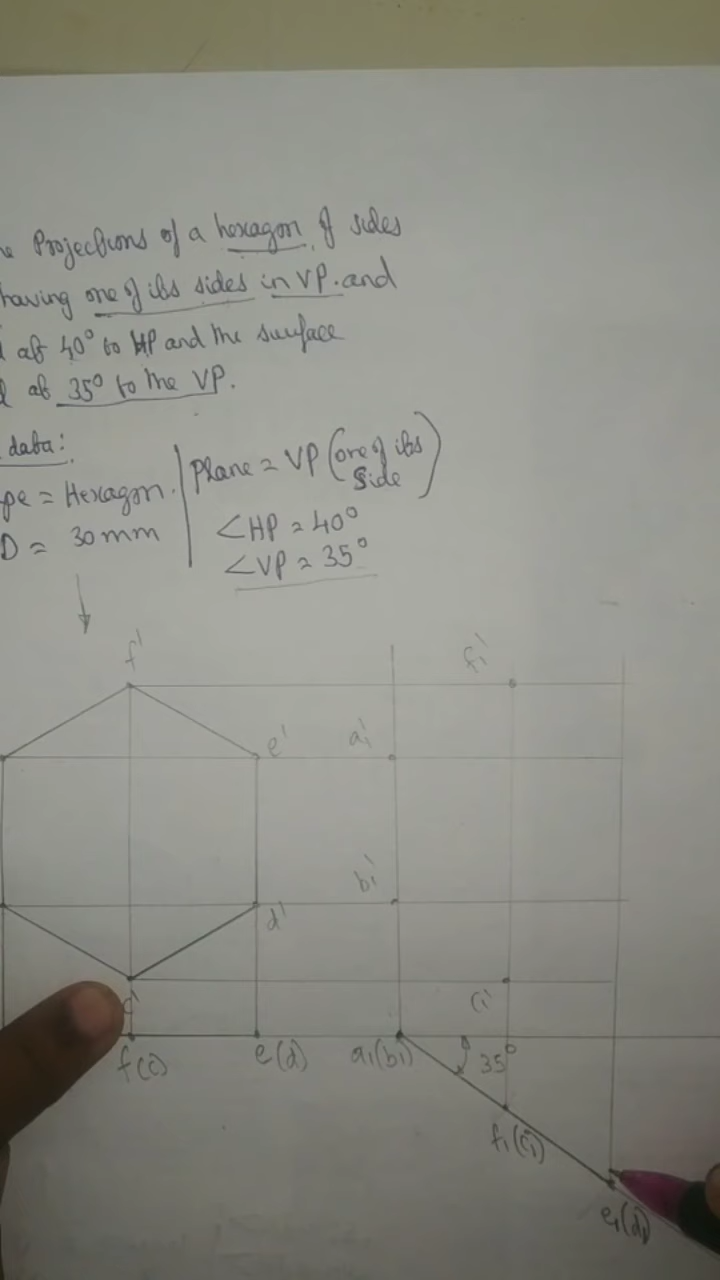 Projections of a hexagon of sides
having one of its sides in VP. and
at 40° to HP and the surface
at 35° to the VP.
data:
pe = Hexagon.
D = 30mm
Plane = VP (one of its
side)
∠HP = 40°
∠VP = 35°
f'
f1'
e'
a1'
b1'
d'
c1'
f(c)
e(d)
a1(b1)
35°
f1(c1)
e1(d1)